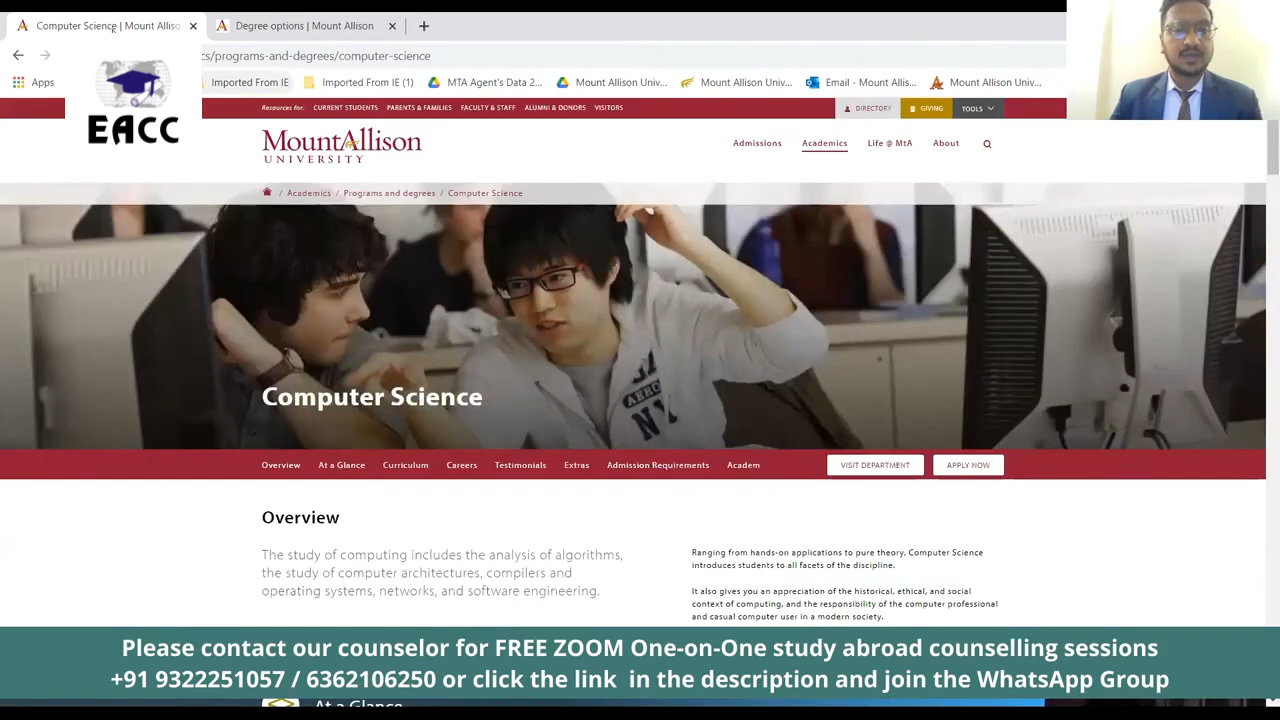 Computer Science | Mount Alliso
Degree options | Mount Allison
cs/programs-and-degrees/computer-science
Apps
Imported From IE
Imported From IE (1)
MTA Agent's Data 2...
Mount Allison Univ...
Mount Allison Univ...
Email - Mount Allis...
Mount Allison Univ...
EACC
Resources for:
CURRENT STUDENTS
PARENTS & FAMILIES
FACULTY & STAFF
ALUMNI & DONORS
VISITORS
DIRECTORY
GIVING
TOOLS
MountAllison
UNIVERSITY
Admissions
Academics
Life @ MtA
About
/ Academics / Programs and degrees / Computer Science
Computer Science
Overview
At a Glance
Curriculum
Careers
Testimonials
Extras
Admission Requirements
Academ
VISIT DEPARTMENT
APPLY NOW
Overview
The study of computing includes the analysis of algorithms,
the study of computer architectures, compilers and
operating systems, networks, and software engineering.
Ranging from hands-on applications to pure theory, Computer Science
introduces students to all facets of the discipline.
It also gives you an appreciation of the historical, ethical, and social
context of computing, and the responsibility of the computer professional
and casual computer user in a modern society.
Please contact our counselor for FREE ZOOM One-on-One study abroad counselling sessions
+91 9322251057 / 6362106250 or click the link in the description and join the WhatsApp Group
At a Glance